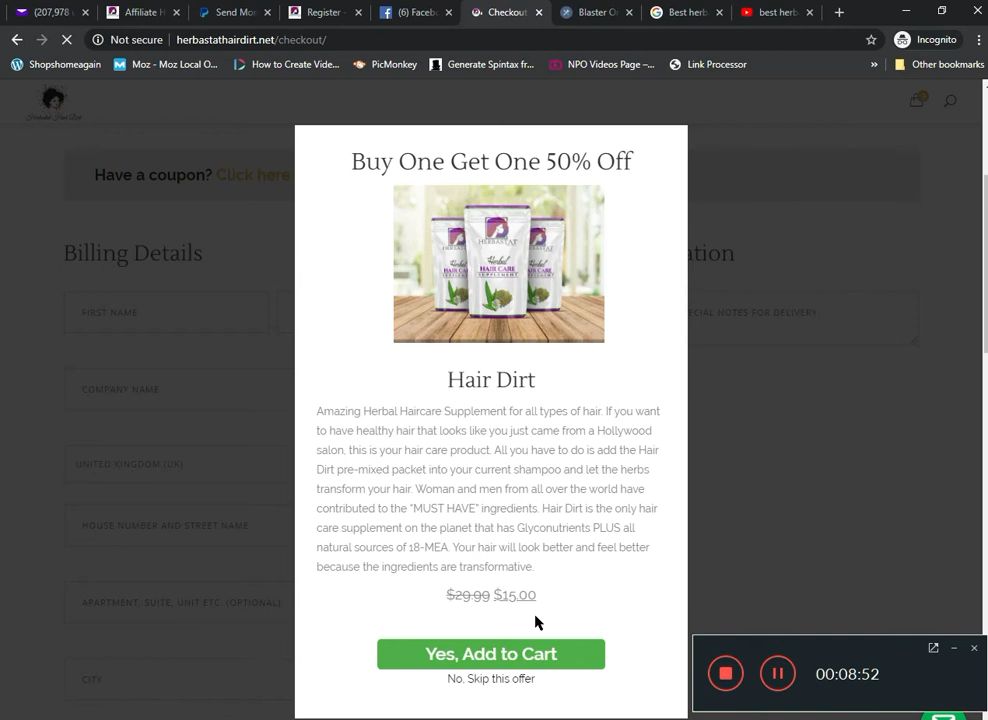 (207,978
Affiliate H
Send Mon
Register -
(6) Faceb
Checkout
Blaster O
Best herb
best herb
Not secure
herbastathairdirt.net/checkout/
Incognito
Shopshomeagain
Moz - Moz Local O...
How to Create Vide...
PicMonkey
Generate Spintax fr...
NPO Videos Page –...
Link Processor
»
Other bookmarks
Have a coupon? Click here
Buy One Get One 50% Off
HERBASTAT
Herbal
HAIR CARE
SUPPLEMENT
Billing Details
ation
FIRST NAME
ECIAL NOTES FOR DELIVERY.
COMPANY NAME
UNITED KINGDOM (UK)
HOUSE NUMBER AND STREET NAME
APARTMENT, SUITE, UNIT ETC. (OPTIONAL)
CITY
Hair Dirt
Amazing Herbal Haircare Supplement for all types of hair. If you want
to have healthy hair that looks like you just came from a Hollywood
salon, this is your hair care product. All you have to do is add the Hair
Dirt pre-mixed packet into your current shampoo and let the herbs
transform your hair. Woman and men from all over the world have
contributed to the “MUST HAVE” ingredients. Hair Dirt is the only hair
care supplement on the planet that has Glyconutrients PLUS all
natural sources of 18-MEA. Your hair will look better and feel better
because the ingredients are transformative.
$29.99 $15.00
Yes, Add to Cart
No, Skip this offer
00:08:52